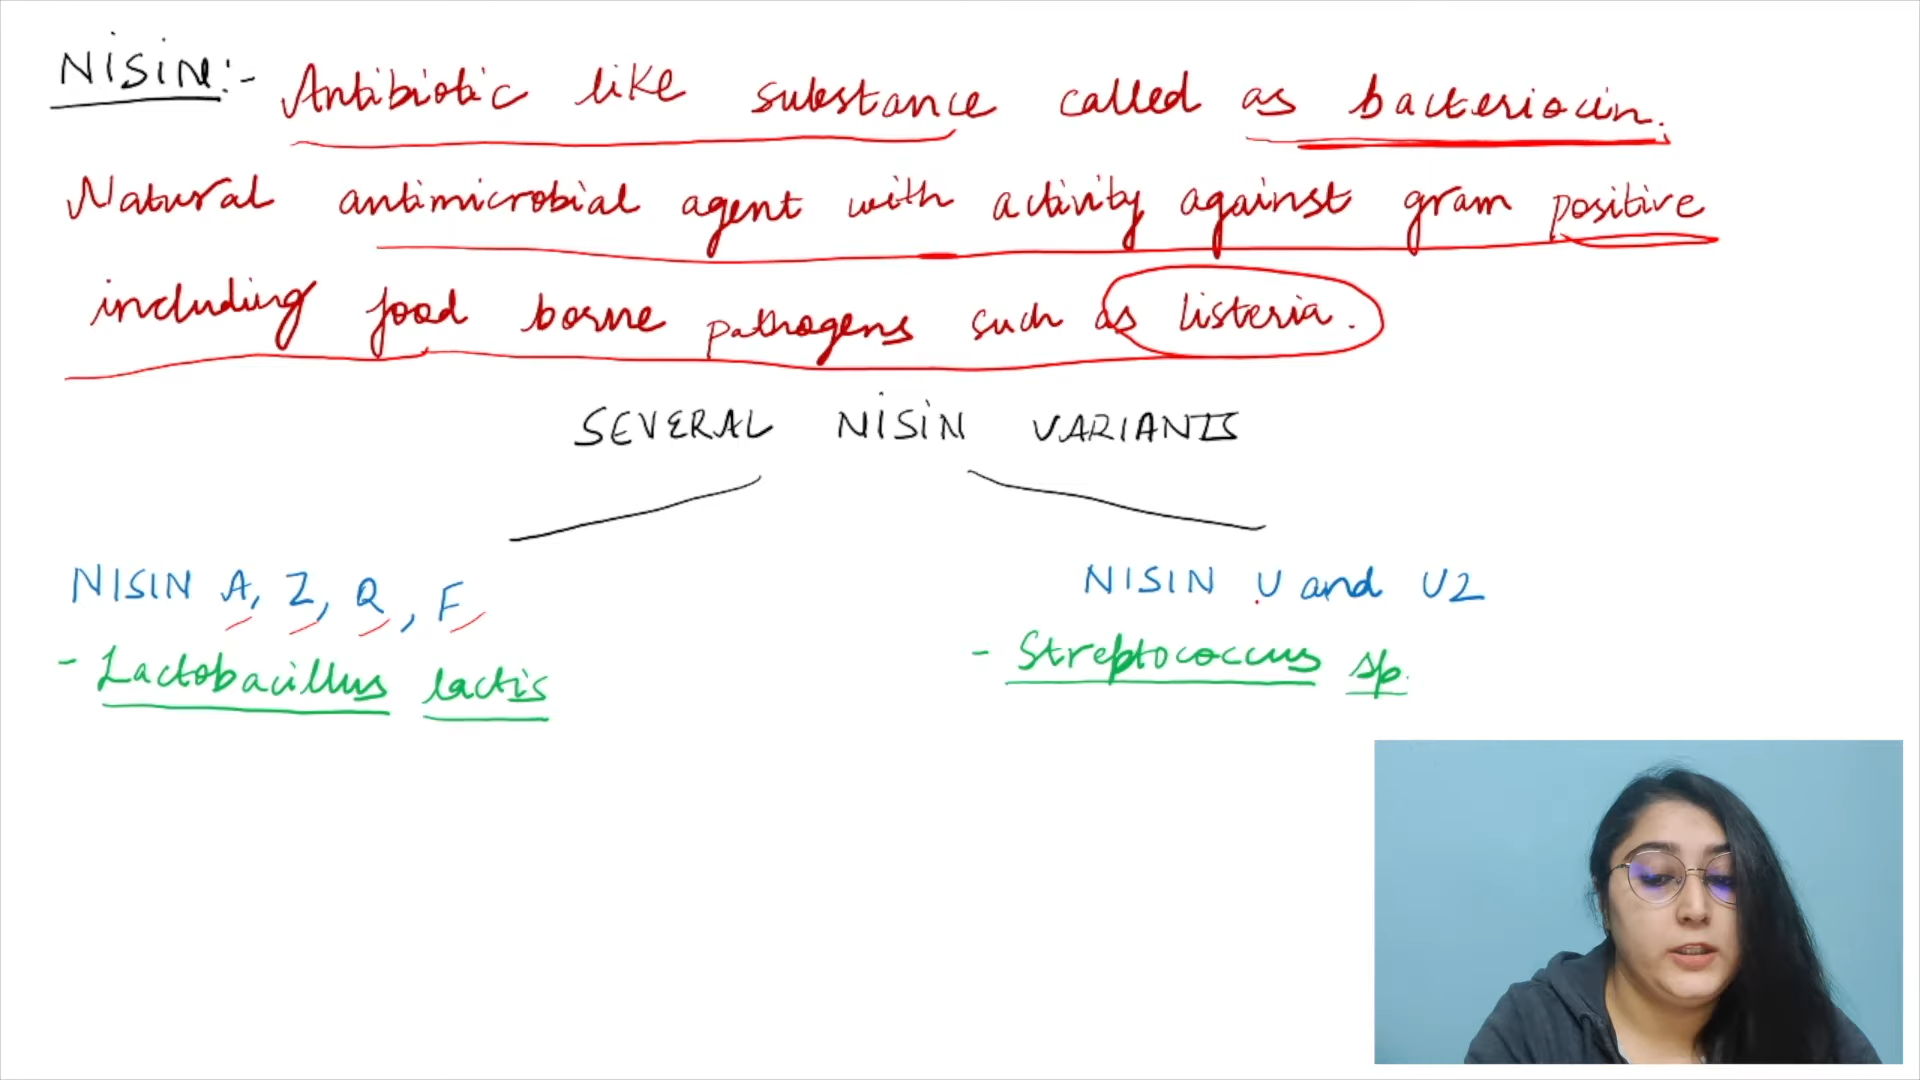 NISIN:- Antibiotic like substance called as bacteriocin.
Natural antimicrobial agent with activity against gram positive
including food borne pathogens such as listeria.
SEVERAL NISIN VARIANTS
NISIN A, Z, Q, F
NISIN U and U2
- Lactobacillus lactis
- Streptococcus sp.